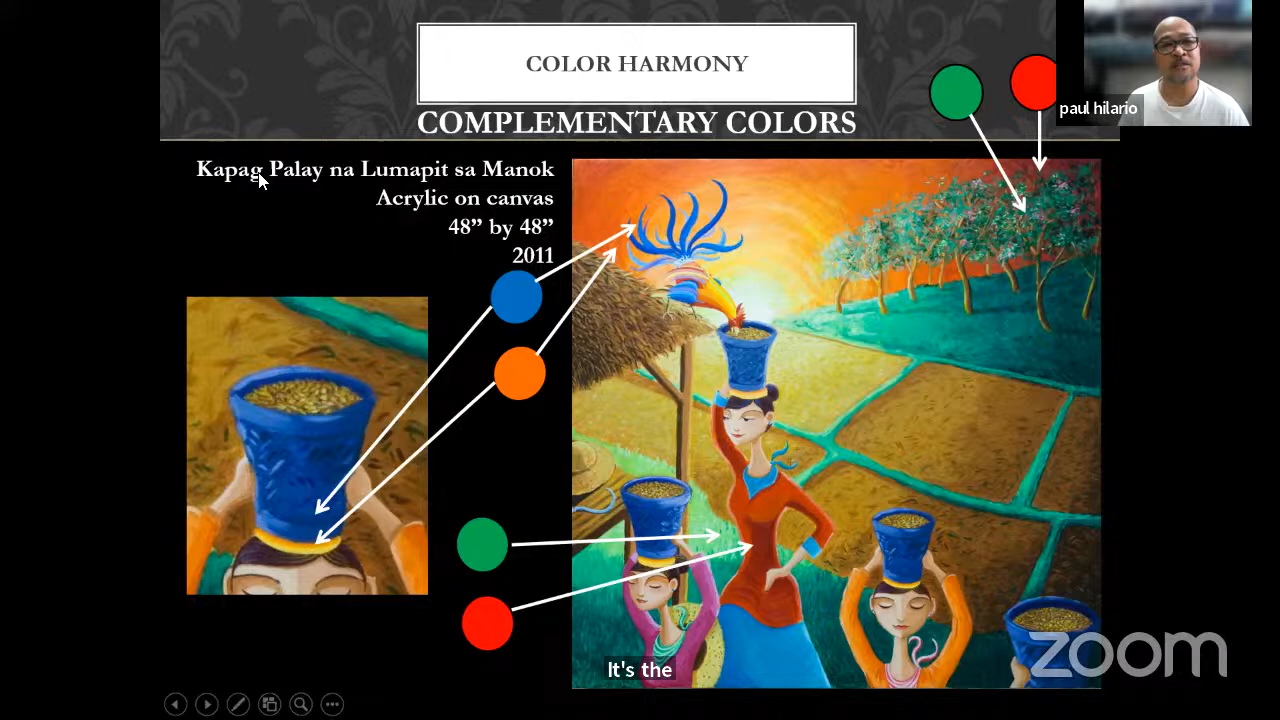 COLOR HARMONY
COMPLEMENTARY COLORS
Kapag Palay na Lumapit sa Manok
Acrylic on canvas
48” by 48”
2011
paul hilario
It's the
zoom